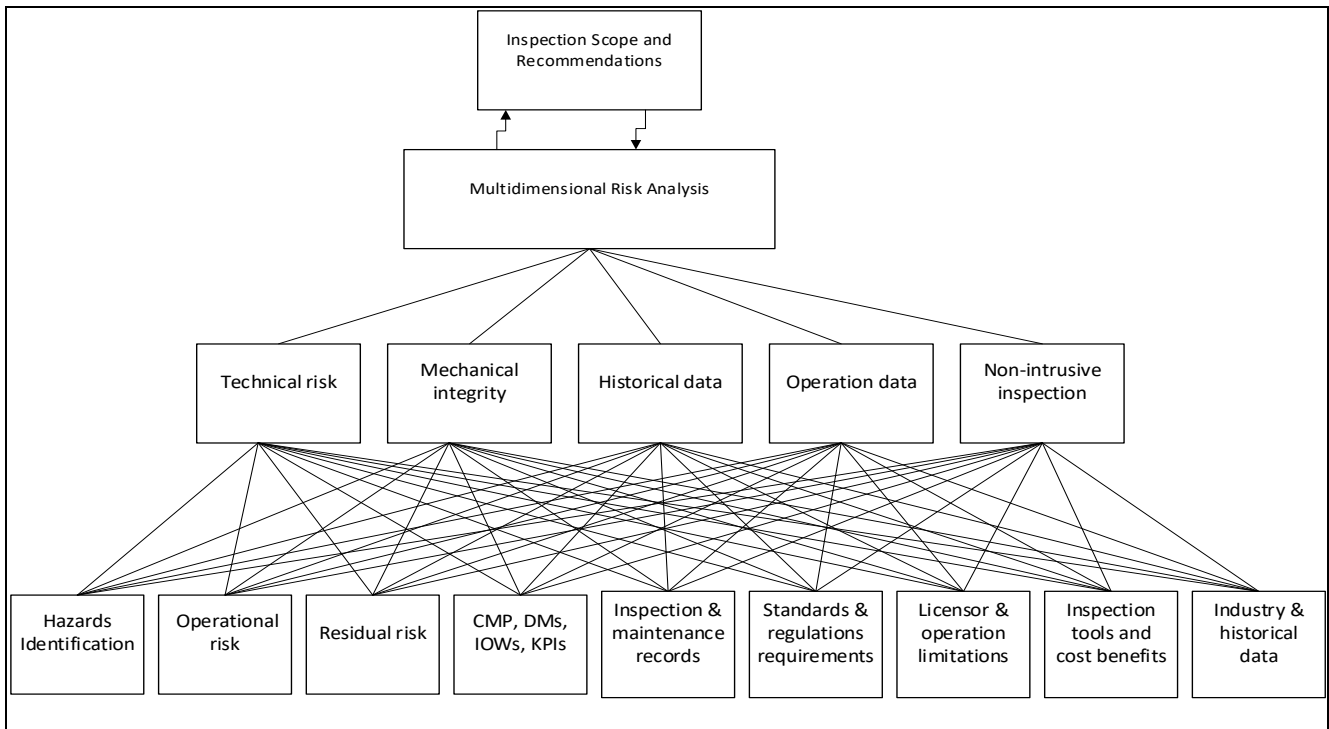 Inspection Scope and
Recommendations
Multidimensional Risk Analysis
Technical risk
Mechanical
integrity
Historical data
Operation data
Non-intrusive
inspection
Hazards
Identification
Operational
risk
Residual risk
CMP, DMs,
IOWs, KPIs
Inspection &
maintenance
records
Standards &
regulations
requirements
Licensor &
operation
limitations
Inspection
tools and
cost benefits
Industry &
historical
data